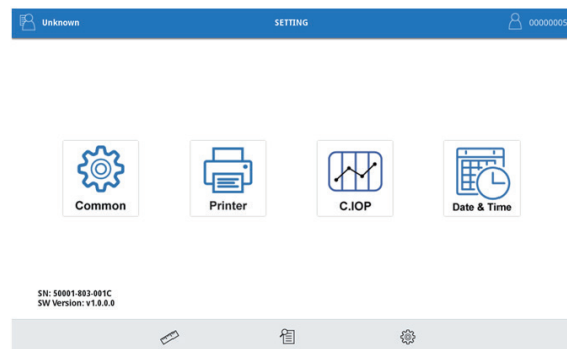 Unknown
SETTING
00000005
Common
Printer
C.IOP
Date & Time
SN: 50001-803-001C
SW Version: v1.0.0.0